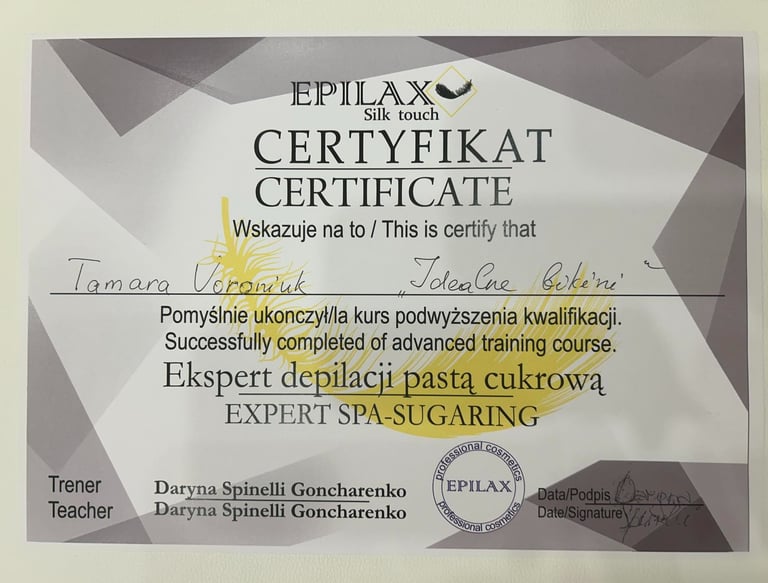 EPILAX
Silk touch
CERTYFIKAT
CERTIFICATE
Wskazuje na to / This is certify that
Tamara Voroniuk „Idealne bikini"
Pomyślnie ukonczył/la kurs podwyższenia kwalifikacji.
Successfully completed of advanced training course.
Ekspert depilacji pastą cukrową
EXPERT SPA-SUGARING
Trener Daryna Spinelli Goncharenko
Teacher Daryna Spinelli Goncharenko
professional cosmetics
EPILAX
professional cosmetics
Data/Podpis
Date/Signature Spinelli